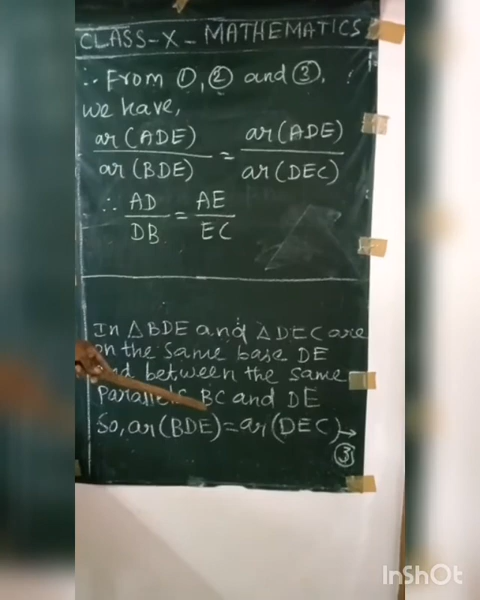 CLASS-X- MATHEMATICS
∴ From ①, ② and ③,
we have,
ar(ADE)/ar(BDE) = ar(ADE)/ar(DEC)
∴ AD/DB = AE/EC
In △BDE and △DEC are
on the same base DE
and between the same
parallels BC and DE
So, ar(BDE)=ar(DEC)→
③
InShOt